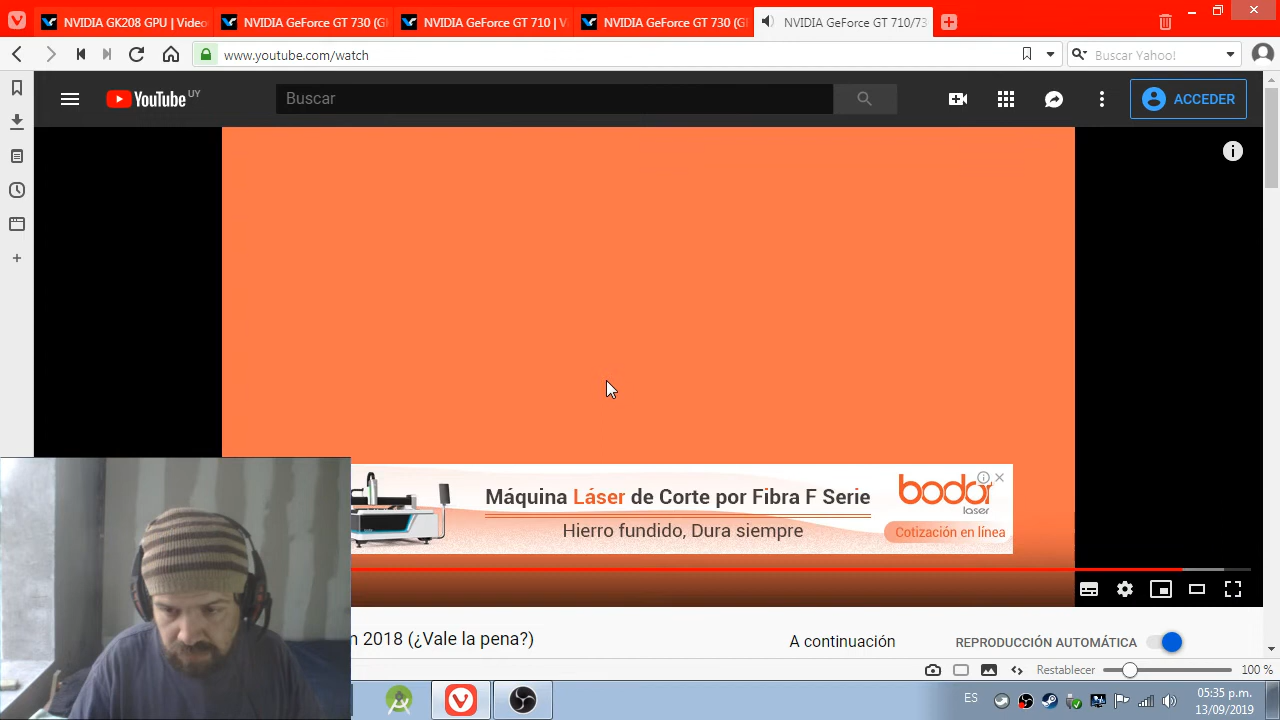 NVIDIA GK208 GPU | Video
NVIDIA GeForce GT 730 (G
NVIDIA GeForce GT 710 | V
NVIDIA GeForce GT 730 (G
NVIDIA GeForce GT 710/73
www.youtube.com/watch
Buscar Yahoo!
YouTube UY
Buscar
ACCEDER
Máquina Láser de Corte por Fibra F Serie
Hierro fundido, Dura siempre
bodor
laser
Cotización en línea
2018 (¿Vale la pena?)
A continuación
REPRODUCCIÓN AUTOMÁTICA
Restablecer
100 %
ES
05:35 p.m.
13/09/2019